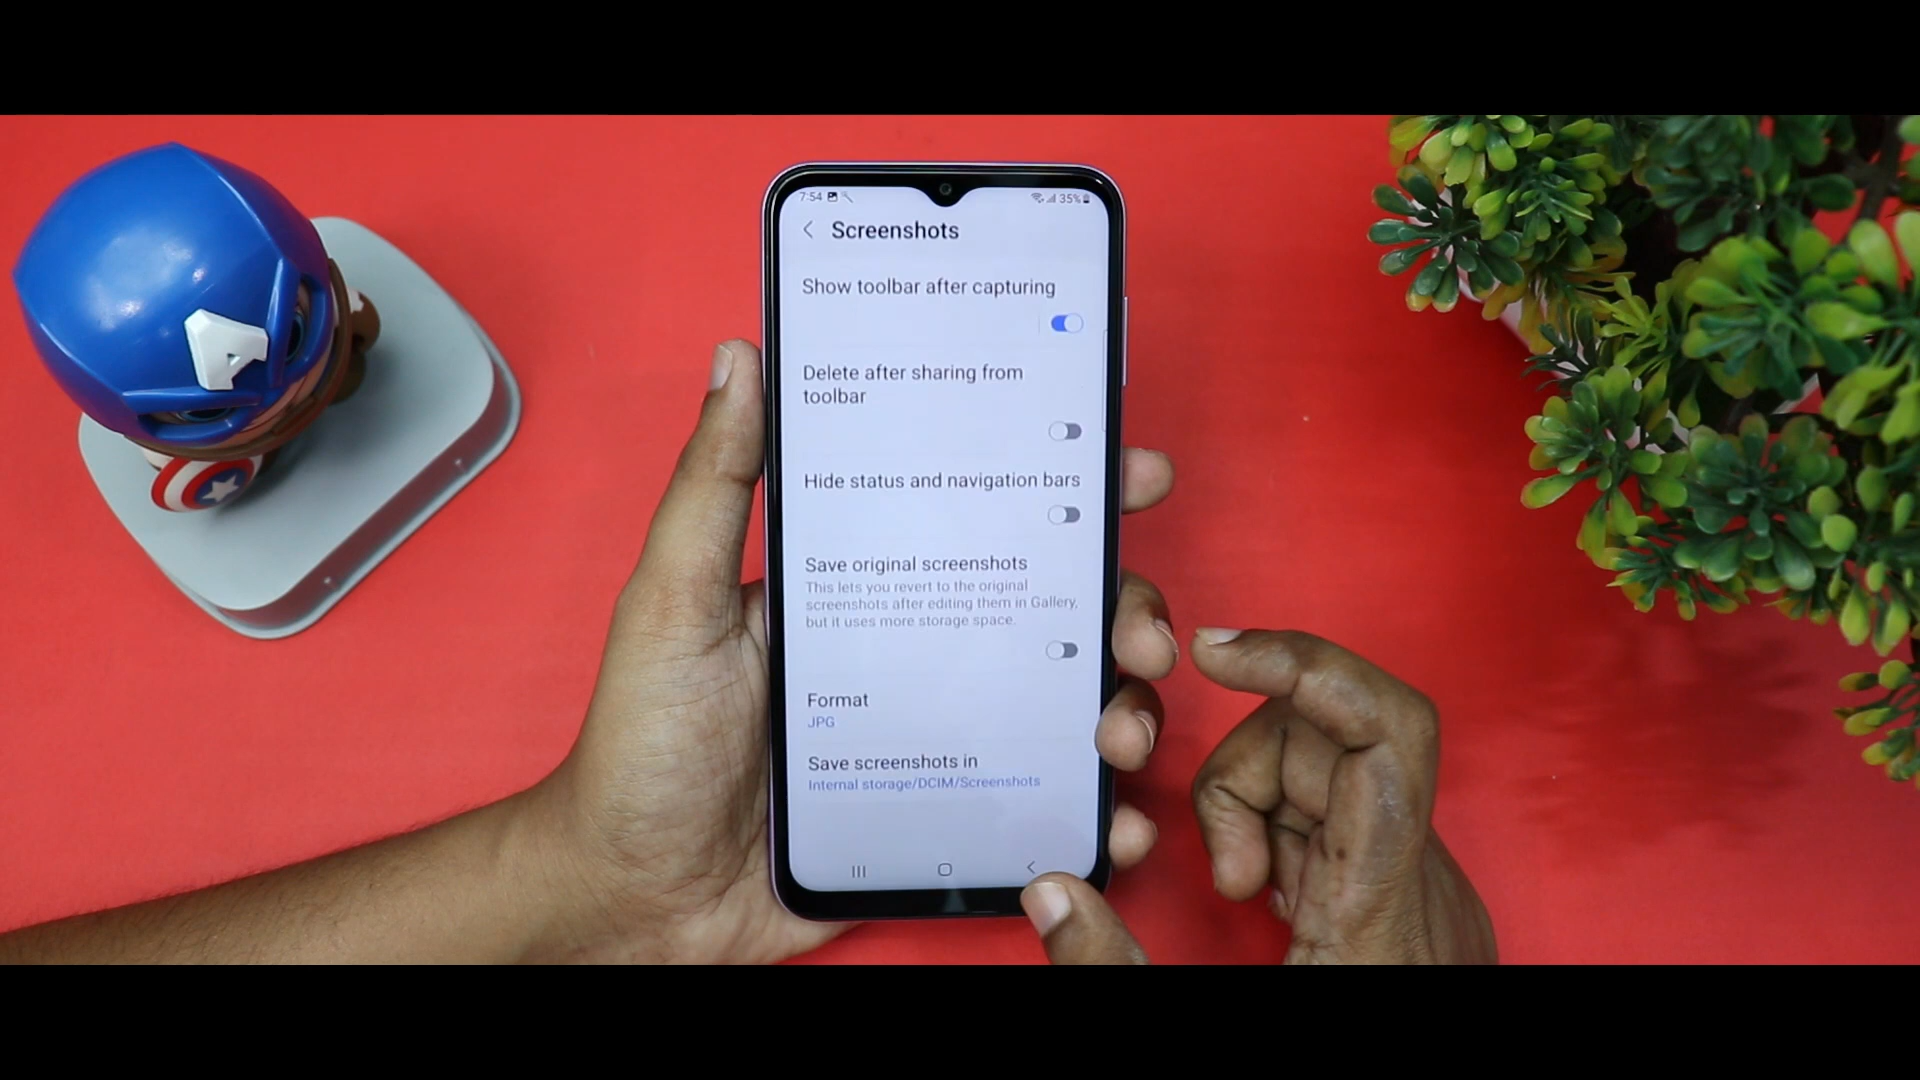 7:54
35%
Screenshots
Show toolbar after capturing
Delete after sharing from
toolbar
Hide status and navigation bars
Save original screenshots
This lets you revert to the original
screenshots after editing them in Gallery,
but it uses more storage space.
Format
JPG
Save screenshots in
Internal storage/DCIM/Screenshots
A